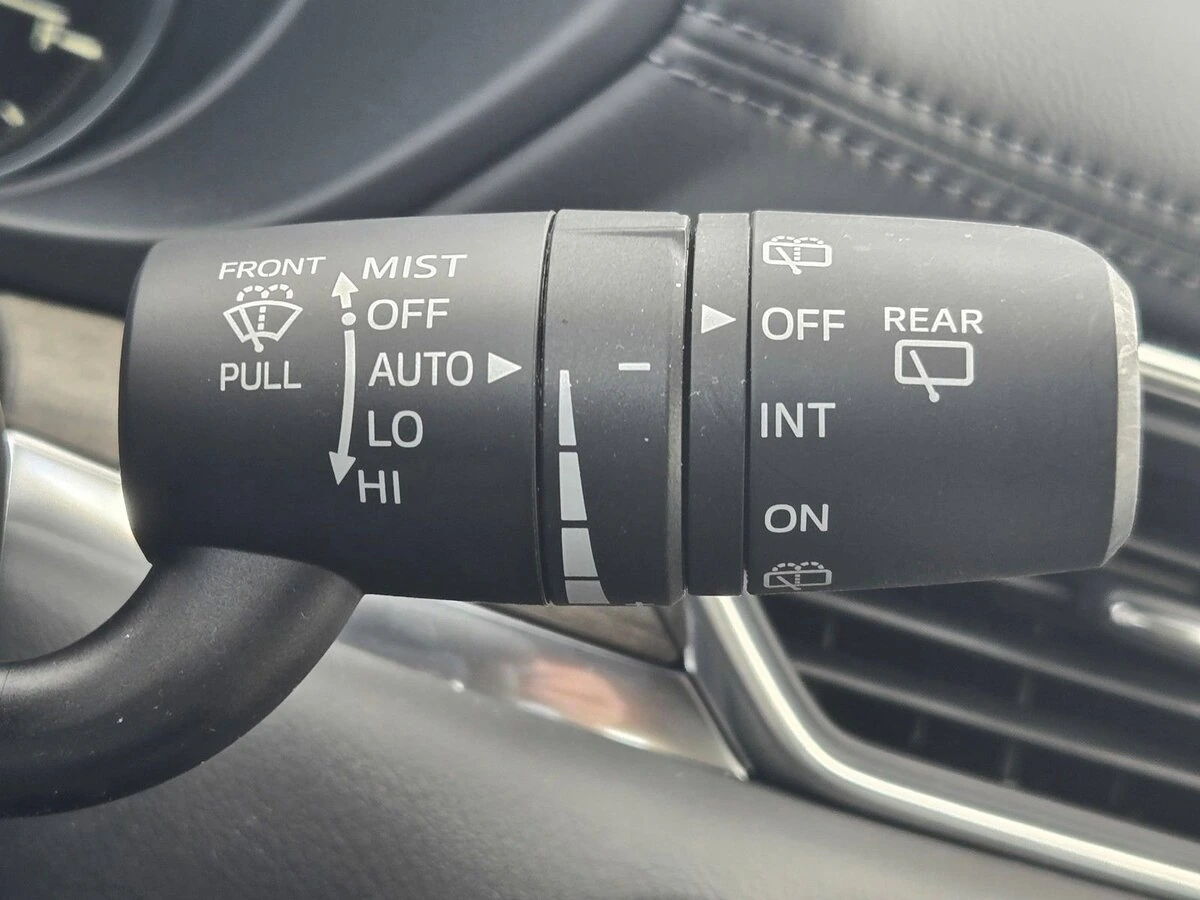 FRONT
PULL
MIST
OFF
AUTO
LO
HI
OFF
INT
ON
REAR